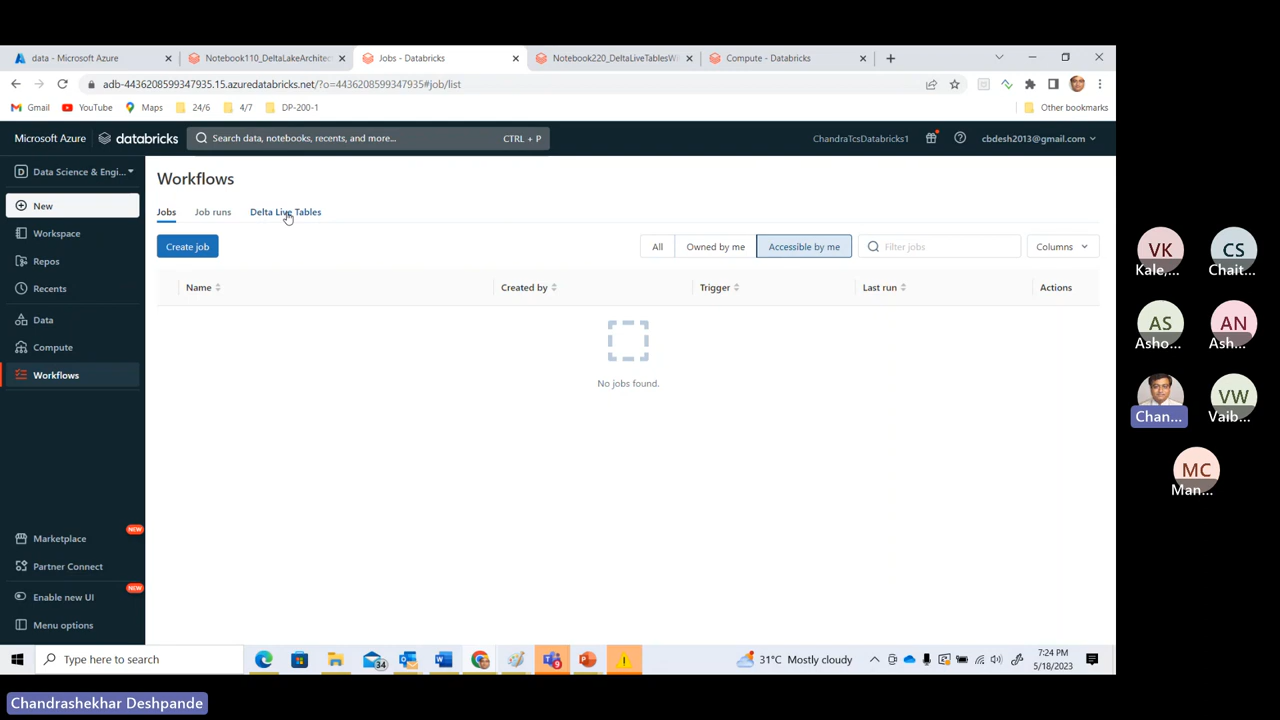 data - Microsoft Azure
Notebook110_DeltaLakeArchitec
Jobs - Databricks
Notebook220_DeltaLiveTablesWi
Compute - Databricks
adb-4436208599347935.15.azuredatabricks.net/?o=4436208599347935#job/list
Gmail
YouTube
Maps
24/6
4/7
DP-200-1
Other bookmarks
Microsoft Azure
databricks
Search data, notebooks, recents, and more...
CTRL + P
ChandraTcsDatabricks1
cbdesh2013@gmail.com
D
Data Science & Engi...
New
Workspace
Repos
Recents
Data
Compute
Workflows
Marketplace
NEW
Partner Connect
Enable new UI
NEW
Menu options
Workflows
Jobs
Job runs
Delta Live Tables
Create job
All
Owned by me
Accessible by me
Filter jobs
Columns
Name
Created by
Trigger
Last run
Actions
No jobs found.
VK
Kale,...
CS
Chait...
AS
Asho...
AN
Ash...
Chan...
VW
Vaib...
MC
Man...
Type here to search
34
9
31°C Mostly cloudy
7:24 PM
5/18/2023
Chandrashekhar Deshpande